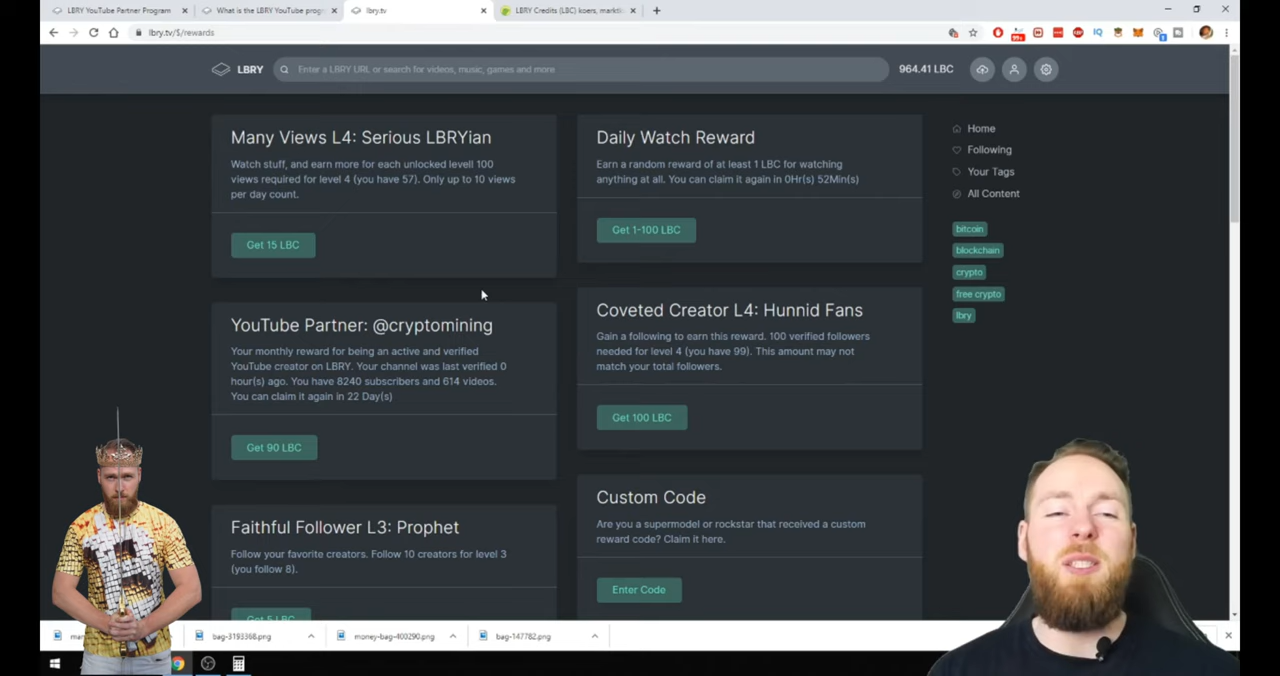 LBRY YouTube Partner Program
What is the LBRY YouTube prog
lbry.tv
LBRY Credits (LBC) koers, markt
lbry.tv/$/rewards
99+
LBRY
Enter a LBRY URL or search for videos, music, games and more
964.41 LBC
Many Views L4: Serious LBRYian
Watch stuff, and earn more for each unlocked level! 100
views required for level 4 (you have 57). Only up to 10 views
per day count.
Get 15 LBC
YouTube Partner: @cryptomining
Your monthly reward for being an active and verified
YouTube creator on LBRY. Your channel was last verified 0
hour(s) ago. You have 8240 subscribers and 614 videos.
You can claim it again in 22 Day(s)
Get 90 LBC
Faithful Follower L3: Prophet
Follow your favorite creators. Follow 10 creators for level 3
(you follow 8).
Get 5 LBC
Daily Watch Reward
Earn a random reward of at least 1 LBC for watching
anything at all. You can claim it again in 0Hr(s) 52Min(s)
Get 1-100 LBC
Coveted Creator L4: Hunnid Fans
Gain a following to earn this reward. 100 verified followers
needed for level 4 (you have 99). This amount may not
match your total followers.
Get 100 LBC
Custom Code
Are you a supermodel or rockstar that received a custom
reward code? Claim it here.
Enter Code
Home
Following
Your Tags
All Content
bitcoin
blockchain
crypto
free crypto
lbry
bag-3193368.png
money-bag-400290.png
bag-147782.png